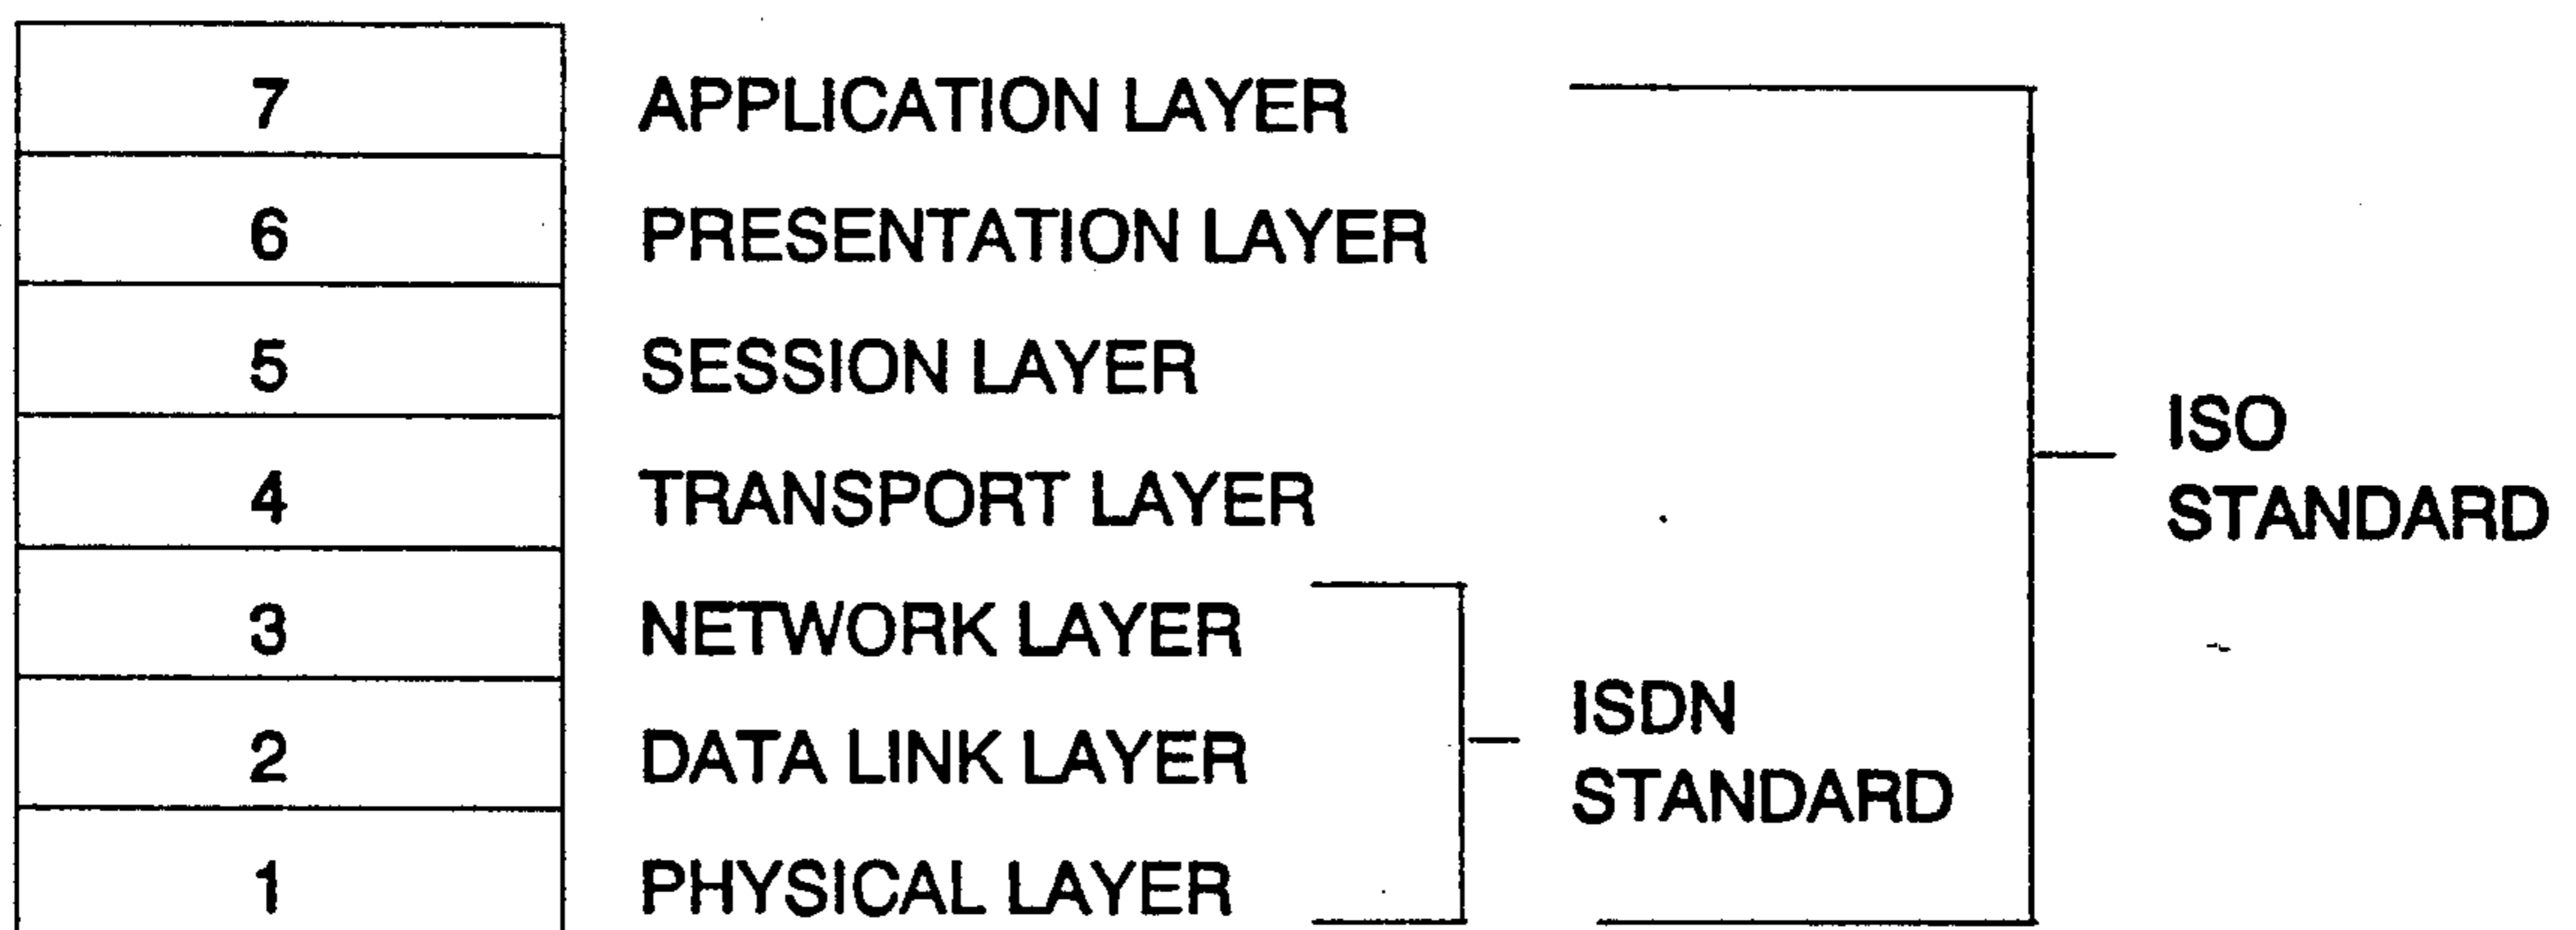 7 APPLICATION LAYER
6 PRESENTATION LAYER
5 SESSION LAYER
4 TRANSPORT LAYER
3 NETWORK LAYER
2 DATA LINK LAYER
1 PHYSICAL LAYER
ISDN
STANDARD
ISO
STANDARD